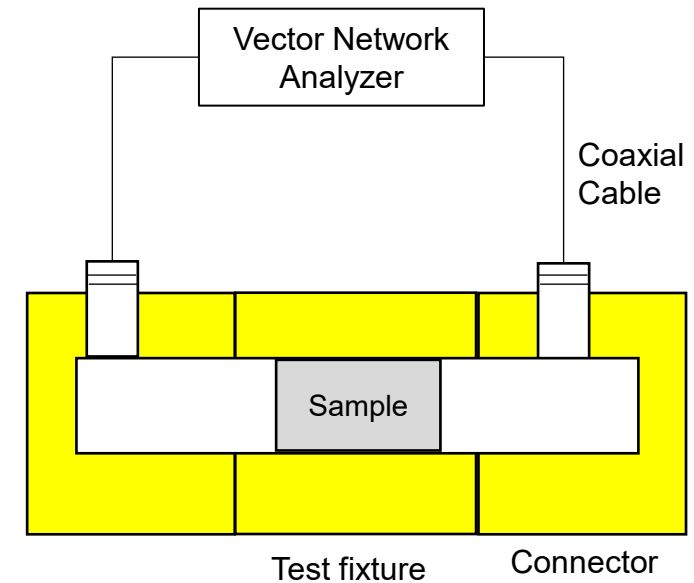 Vector Network
Analyzer
Coaxial
Cable
Sample
Test fixture
Connector